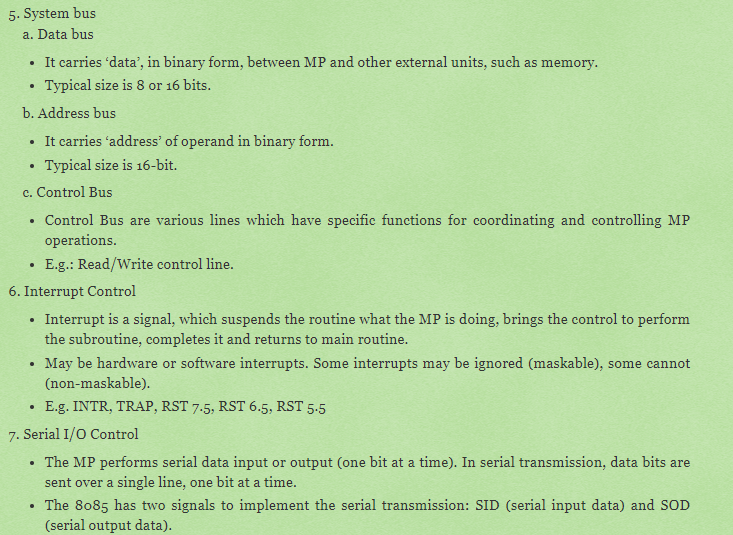 5. System bus
a. Data bus
• It carries ‘data’, in binary form, between MP and other external units, such as memory.
• Typical size is 8 or 16 bits.
b. Address bus
• It carries ‘address’ of operand in binary form.
• Typical size is 16-bit.
c. Control Bus
• Control Bus are various lines which have specific functions for coordinating and controlling MP
operations.
• E.g.: Read/Write control line.
6. Interrupt Control
• Interrupt is a signal, which suspends the routine what the MP is doing, brings the control to perform
the subroutine, completes it and returns to main routine.
• May be hardware or software interrupts. Some interrupts may be ignored (maskable), some cannot
(non-maskable).
• E.g. INTR, TRAP, RST 7.5, RST 6.5, RST 5.5
7. Serial I/O Control
• The MP performs serial data input or output (one bit at a time). In serial transmission, data bits are
sent over a single line, one bit at a time.
• The 8085 has two signals to implement the serial transmission: SID (serial input data) and SOD
(serial output data).